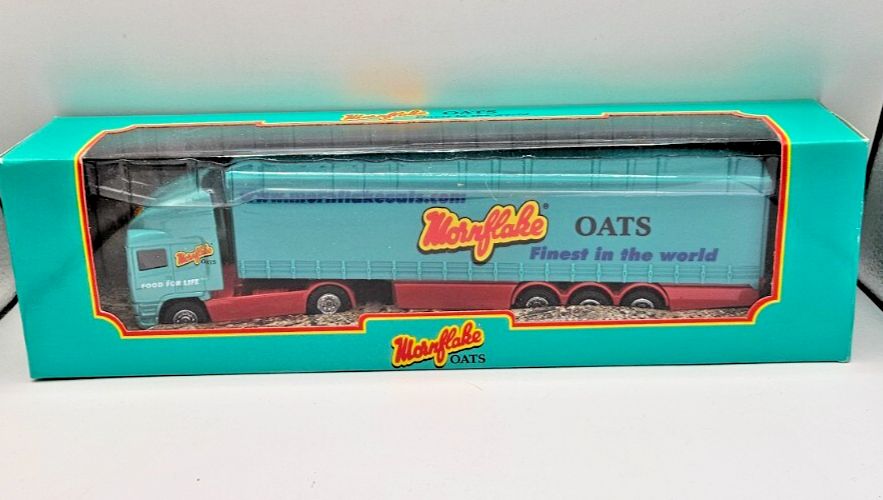 Mornflake OATS
www.mornflakeoats.com
Mornflake® OATS
Finest in the world
Mornflake
OATS
FOOD FOR LIFE
Mornflake
OATS